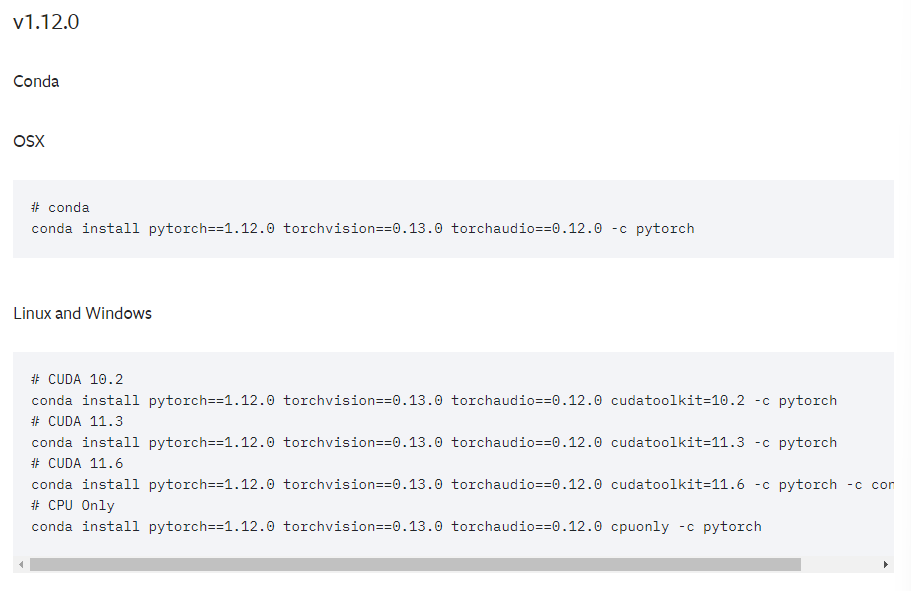 v1.12.0
Conda
OSX
# conda
conda install pytorch==1.12.0 torchvision==0.13.0 torchaudio==0.12.0 -c pytorch
Linux and Windows
# CUDA 10.2
conda install pytorch==1.12.0 torchvision==0.13.0 torchaudio==0.12.0 cudatoolkit=10.2 -c pytorch
# CUDA 11.3
conda install pytorch==1.12.0 torchvision==0.13.0 torchaudio==0.12.0 cudatoolkit=11.3 -c pytorch
# CUDA 11.6
conda install pytorch==1.12.0 torchvision==0.13.0 torchaudio==0.12.0 cudatoolkit=11.6 -c pytorch -c con
# CPU Only
conda install pytorch==1.12.0 torchvision==0.13.0 torchaudio==0.12.0 cpuonly -c pytorch